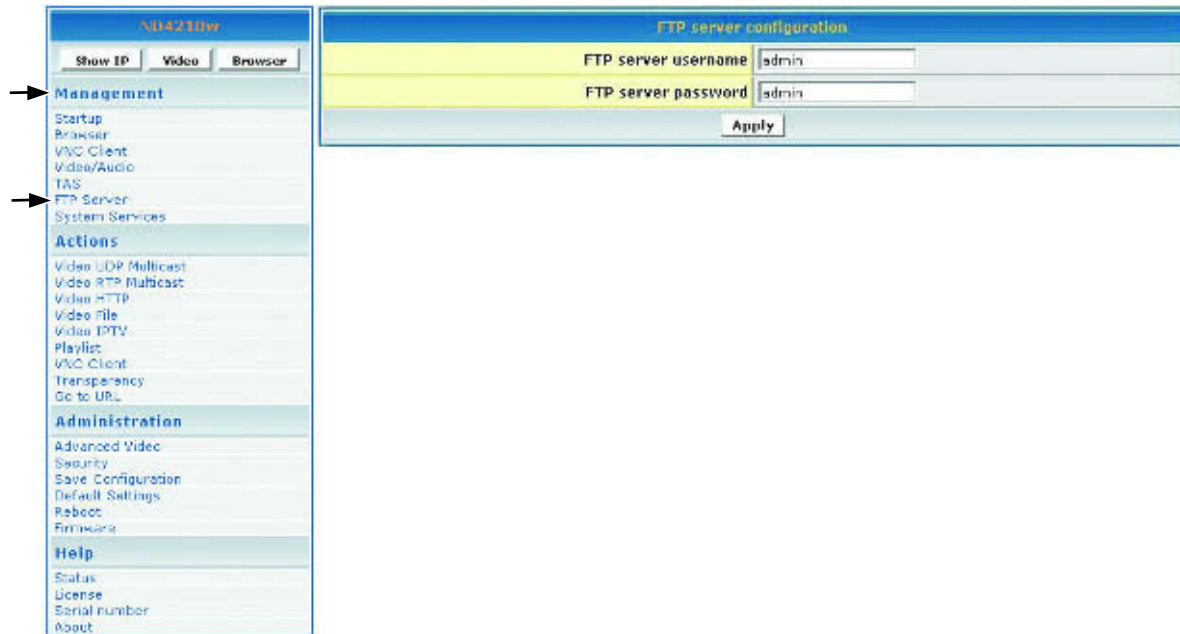 ND4210w
Show IP Video Browser
Management
Startup
Browser
VNC Client
Video/Audio
TAS
FTP Server
System Services
Actions
Video UDP Multicast
Video RTP Multicast
Video HTTP
Video File
Video IPTV
Playlist
VNC Client
Transparency
Go to URL
Administration
Advanced Video
Security
Save Configuration
Default Settings
Reboot
Firmware
Help
Status
License
Serial number
About
FTP server configuration
FTP server username admin
FTP server password admin
Apply